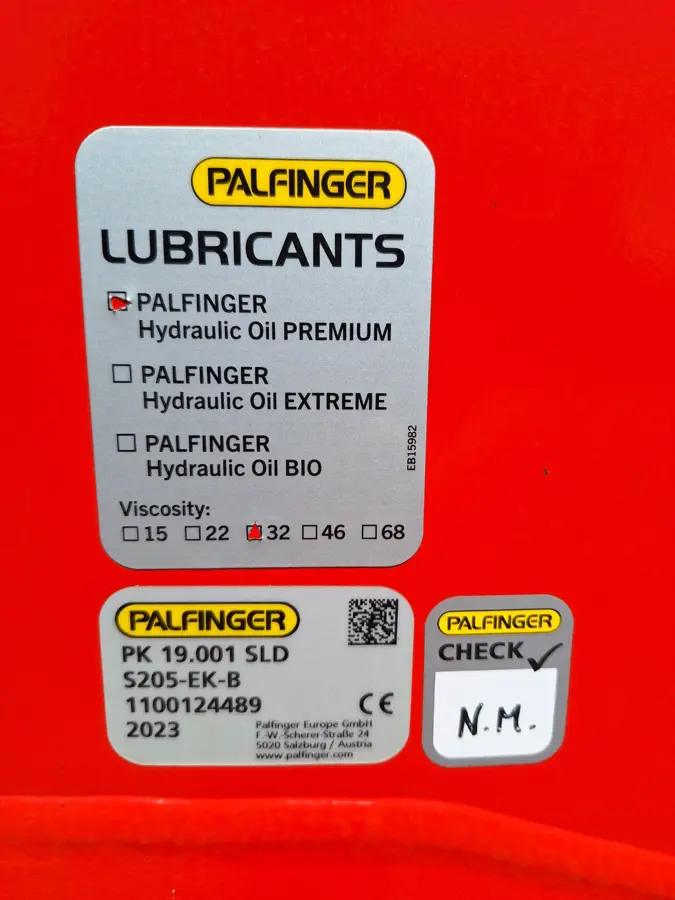 PALFINGER
LUBRICANTS
PALFINGER
Hydraulic Oil PREMIUM
PALFINGER
Hydraulic Oil EXTREME
PALFINGER
Hydraulic Oil BIO
EB15982
Viscosity:
15 22 32 46 68
PALFINGER
PK 19.001 SLD
S205-EK-B
1100124489
2023
CE
Palfinger Europe GmbH
F.-W.-Scherer-Straße 24
5020 Salzburg / Austria
www.palfinger.com
PALFINGER
CHECK
N.M.